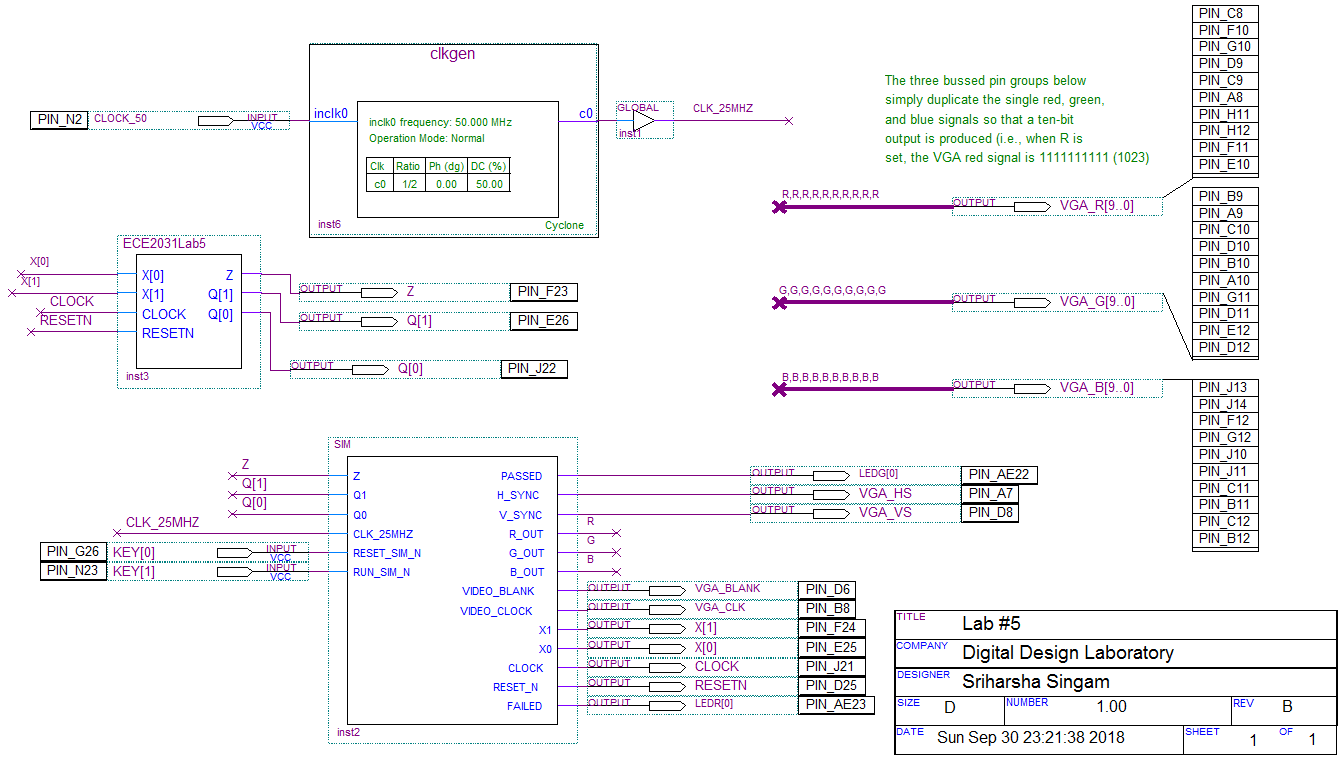 clkgen
PIN_N2 CLOCK_50 INPUT
VCC
inclk0 c0
inclk0 frequency: 50.000 MHz
Operation Mode: Normal
Clk Ratio Ph (dg) DC (%)
c0 1/2 0.00 50.00
inst6 Cyclone
GLOBAL
inst1
CLK_25MHZ
The three bussed pin groups below
simply duplicate the single red, green,
and blue signals so that a ten-bit
output is produced (i.e., when R is
set, the VGA red signal is 1111111111 (1023)
R,R,R,R,R,R,R,R,R,R OUTPUT VGA_R[9..0]
PIN_C8
PIN_F10
PIN_G10
PIN_D9
PIN_C9
PIN_A8
PIN_H11
PIN_H12
PIN_F11
PIN_E10
G,G,G,G,G,G,G,G,G,G OUTPUT VGA_G[9..0]
PIN_B9
PIN_A9
PIN_C10
PIN_D10
PIN_B10
PIN_A10
PIN_G11
PIN_D11
PIN_E12
PIN_D12
B,B,B,B,B,B,B,B,B,B OUTPUT VGA_B[9..0]
PIN_J13
PIN_J14
PIN_F12
PIN_G12
PIN_J10
PIN_J11
PIN_C11
PIN_B11
PIN_C12
PIN_B12
ECE2031Lab5
X[0] X[0] Z OUTPUT Z PIN_F23
X[1] X[1] Q[1] OUTPUT Q[1] PIN_E26
CLOCK CLOCK Q[0] OUTPUT Q[0] PIN_J22
RESETN RESETN
inst3
SIM
Z Z PASSED OUTPUT LEDG[0] PIN_AE22
Q[1] Q1 H_SYNC OUTPUT VGA_HS PIN_A7
Q[0] Q0 V_SYNC OUTPUT VGA_VS PIN_D8
CLK_25MHZ CLK_25MHZ R_OUT R
PIN_G26 KEY[0] INPUT
VCC
RESET_SIM_N G_OUT G
PIN_N23 KEY[1] INPUT
VCC
RUN_SIM_N B_OUT B
VIDEO_BLANK OUTPUT VGA_BLANK PIN_D6
VIDEO_CLOCK OUTPUT VGA_CLK PIN_B8
X1 OUTPUT X[1] PIN_F24
X0 OUTPUT X[0] PIN_E25
CLOCK OUTPUT CLOCK PIN_J21
RESET_N OUTPUT RESETN PIN_D25
FAILED OUTPUT LEDR[0] PIN_AE23
inst2
TITLE Lab #5
COMPANY Digital Design Laboratory
DESIGNER Sriharsha Singam
SIZE D NUMBER 1.00 REV B
DATE Sun Sep 30 23:21:38 2018 SHEET 1 OF 1